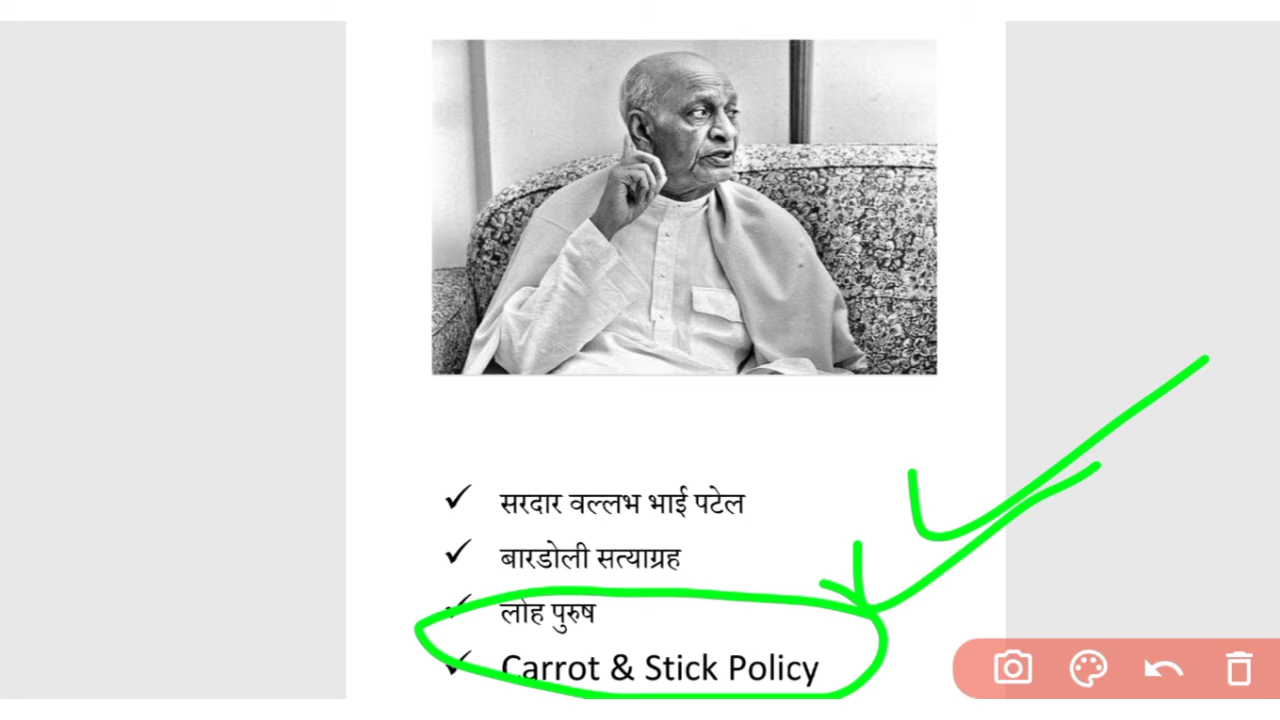 सरदार वल्लभ भाई पटेल
बारडोली सत्याग्रह
लोह पुरुष
Carrot & Stick Policy